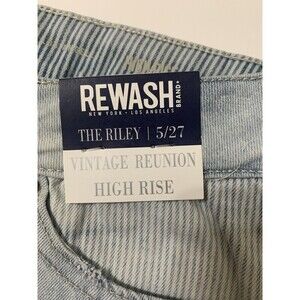 REWASH
BRAND
NEW YORK • LOS ANGELES
THE RILEY | 5/27
VINTAGE REUNION
HIGH RISE